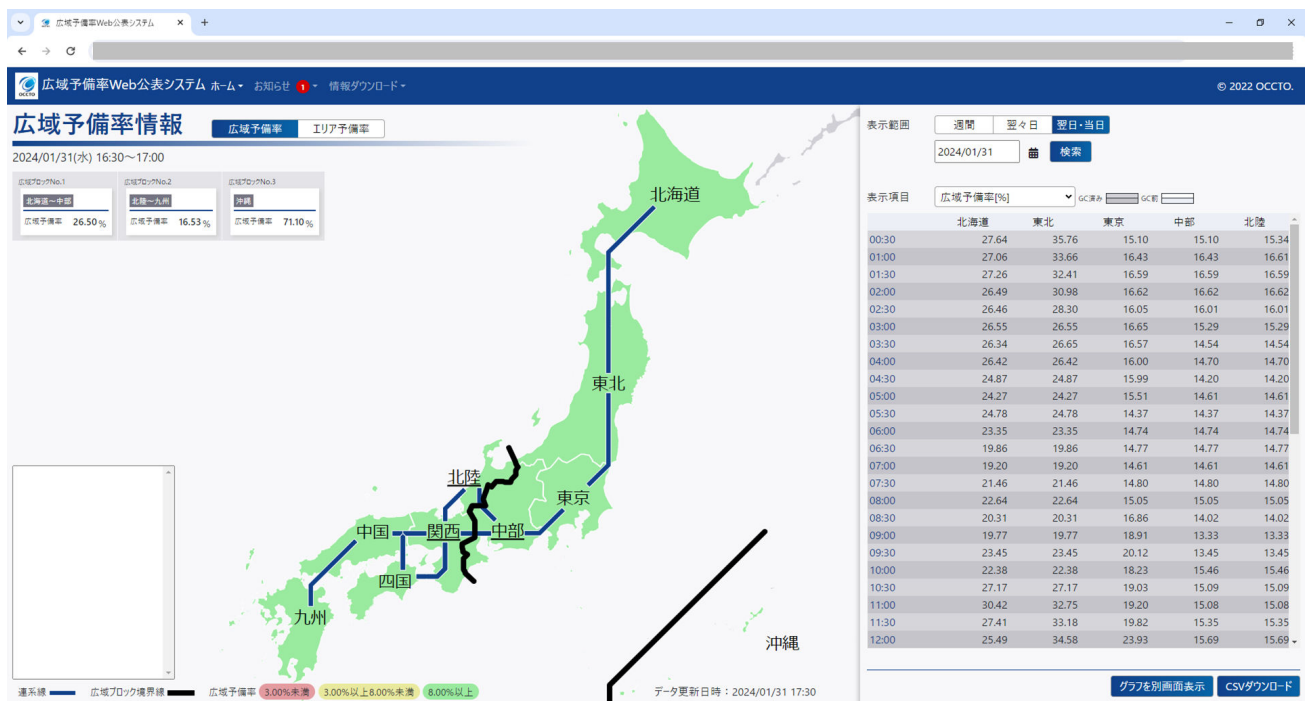 広域予備率Web公表システム
OCCTO
広域予備率Web公表システム ホーム お知らせ 1 情報ダウンロード
© 2022 OCCTO.
広域予備率情報
広域予備率 エリア予備率
2024/01/31(水) 16:30～17:00
広域ブロックNo.1
北海道～中部
広域予備率 26.50 %
広域ブロックNo.2
北陸～九州
広域予備率 16.53 %
広域ブロックNo.3
沖縄
広域予備率 71.10 %
北海道
東北
北陸
東京
中国
関西
中部
四国
九州
沖縄
連系線 広域ブロック境界線 広域予備率 3.00%未満 3.00%以上8.00%未満 8.00%以上
データ更新日時：2024/01/31 17:30
表示範囲 週間 翌々日 翌日・当日
2024/01/31 検索
表示項目 広域予備率[%] GC済み GC前
北海道 東北 東京 中部 北陸
00:30 27.64 35.76 15.10 15.10 15.34
01:00 27.06 33.66 16.43 16.43 16.61
01:30 27.26 32.41 16.59 16.59 16.59
02:00 26.49 30.98 16.62 16.62 16.62
02:30 26.46 28.30 16.05 16.01 16.01
03:00 26.55 26.55 16.65 15.29 15.29
03:30 26.34 26.65 16.57 14.54 14.54
04:00 26.42 26.42 16.00 14.70 14.70
04:30 24.87 24.87 15.99 14.20 14.20
05:00 24.27 24.27 15.51 14.61 14.61
05:30 24.78 24.78 14.37 14.37 14.37
06:00 23.35 23.35 14.74 14.74 14.74
06:30 19.86 19.86 14.77 14.77 14.77
07:00 19.20 19.20 14.61 14.61 14.61
07:30 21.46 21.46 14.80 14.80 14.80
08:00 22.64 22.64 15.05 15.05 15.05
08:30 20.31 20.31 16.86 14.02 14.02
09:00 19.77 19.77 18.91 13.33 13.33
09:30 23.45 23.45 20.12 13.45 13.45
10:00 22.38 22.38 18.23 15.46 15.46
10:30 27.17 27.17 19.03 15.09 15.09
11:00 30.42 32.75 19.20 15.08 15.08
11:30 27.41 33.18 19.82 15.35 15.35
12:00 25.49 34.58 23.93 15.69 15.69
グラフを別画面表示 CSVダウンロード